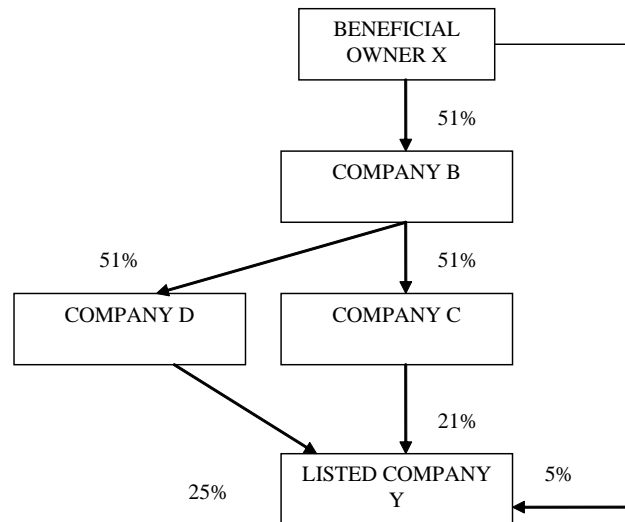 BENEFICIAL
OWNER X
51%
COMPANY B
51%
51%
COMPANY D
COMPANY C
21%
25%
LISTED COMPANY
Y
5%